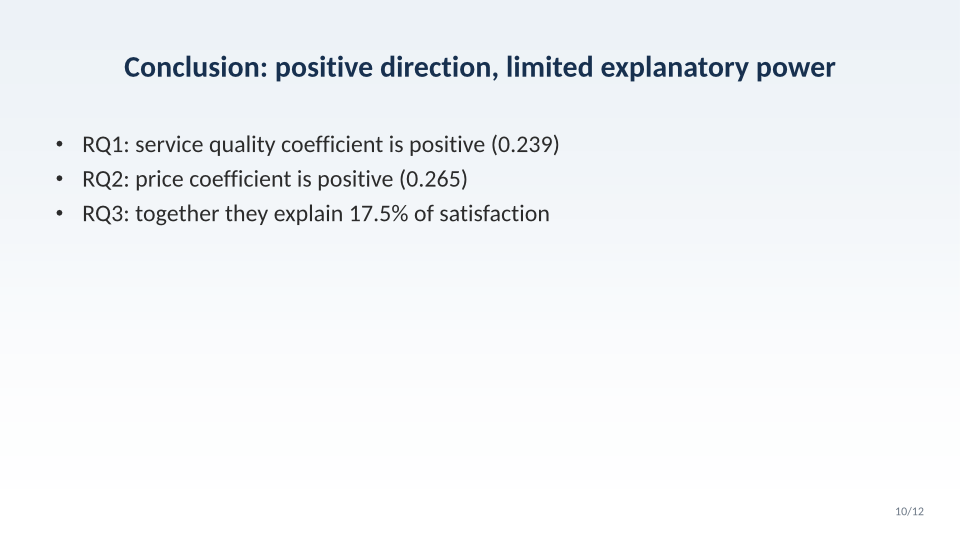 Conclusion: positive direction, limited explanatory power
• RQ1: service quality coefficient is positive (0.239)
• RQ2: price coefficient is positive (0.265)
• RQ3: together they explain 17.5% of satisfaction
10/12